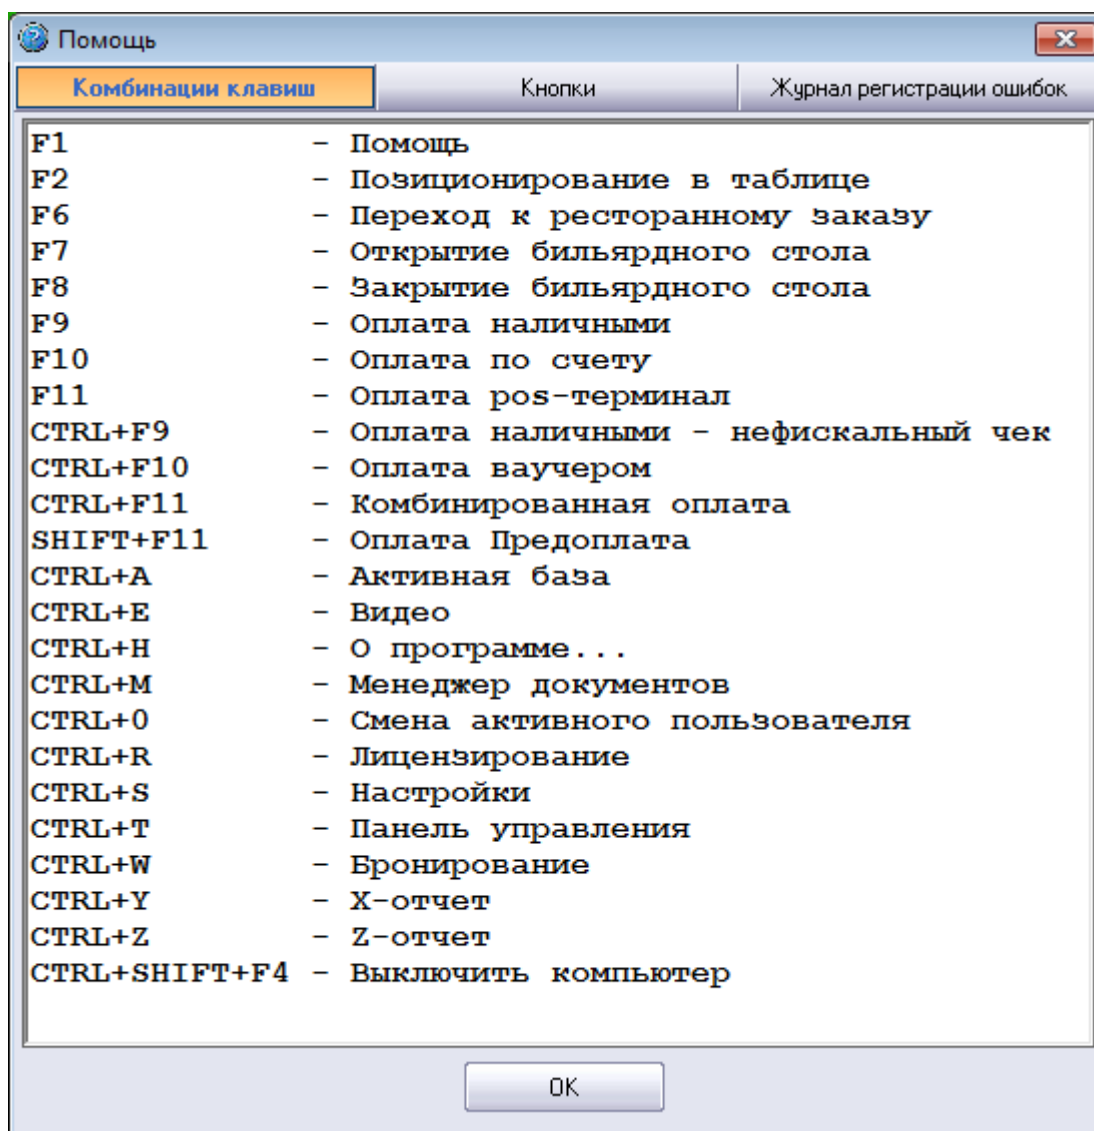 Помощь
Комбинации клавиш Кнопки Журнал регистрации ошибок
F1 - Помощь
F2 - Позиционирование в таблице
F6 - Переход к ресторанному заказу
F7 - Открытие бильярдного стола
F8 - Закрытие бильярдного стола
F9 - Оплата наличными
F10 - Оплата по счету
F11 - Оплата pos-терминал
CTRL+F9 - Оплата наличными - нефискальный чек
CTRL+F10 - Оплата ваучером
CTRL+F11 - Комбинированная оплата
SHIFT+F11 - Оплата Предоплата
CTRL+A - Активная база
CTRL+E - Видео
CTRL+H - О программе...
CTRL+M - Менеджер документов
CTRL+0 - Смена активного пользователя
CTRL+R - Лицензирование
CTRL+S - Настройки
CTRL+T - Панель управления
CTRL+W - Бронирование
CTRL+Y - X-отчет
CTRL+Z - Z-отчет
CTRL+SHIFT+F4 - Выключить компьютер
OK